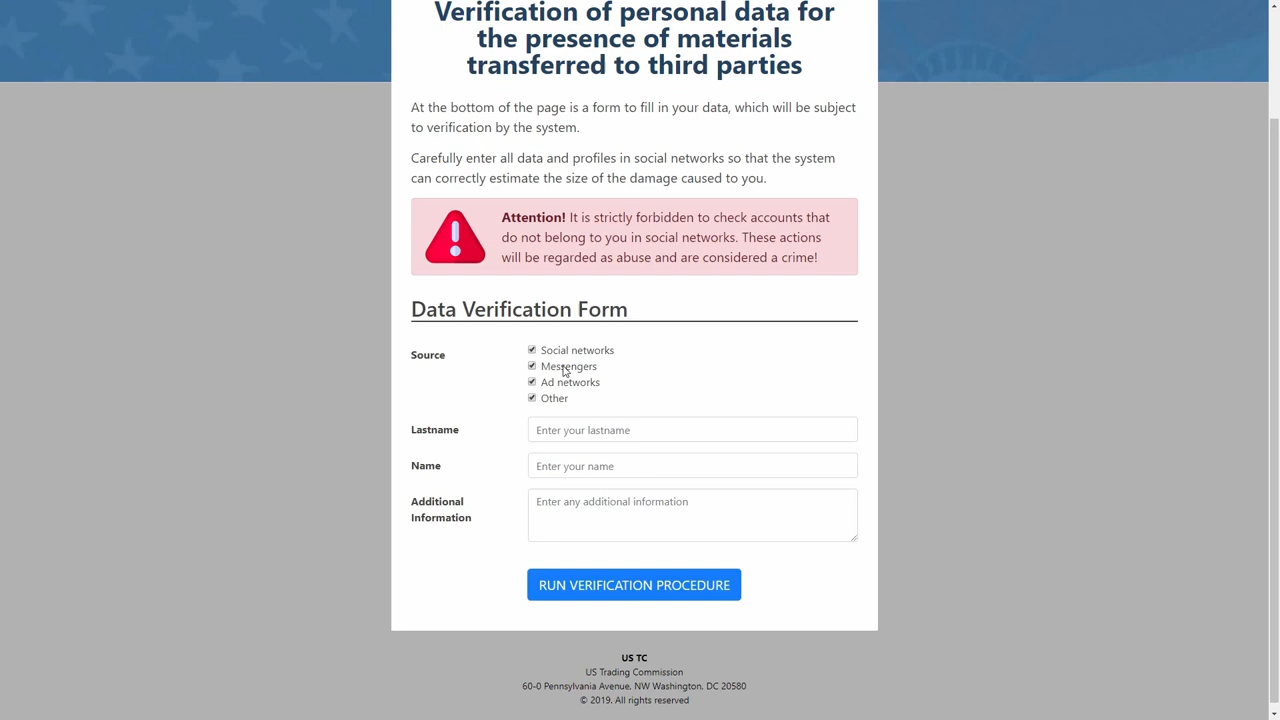 Verification of personal data for
the presence of materials
transferred to third parties
At the bottom of the page is a form to fill in your data, which will be subject
to verification by the system.
Carefully enter all data and profiles in social networks so that the system
can correctly estimate the size of the damage caused to you.
Attention! It is strictly forbidden to check accounts that
do not belong to you in social networks. These actions
will be regarded as abuse and are considered a crime!
Data Verification Form
Source
Social networks
Messengers
Ad networks
Other
Lastname
Enter your lastname
Name
Enter your name
Additional
Information
Enter any additional information
RUN VERIFICATION PROCEDURE
US TC
US Trading Commission
60-0 Pennsylvania Avenue, NW Washington, DC 20580
© 2019, All rights reserved